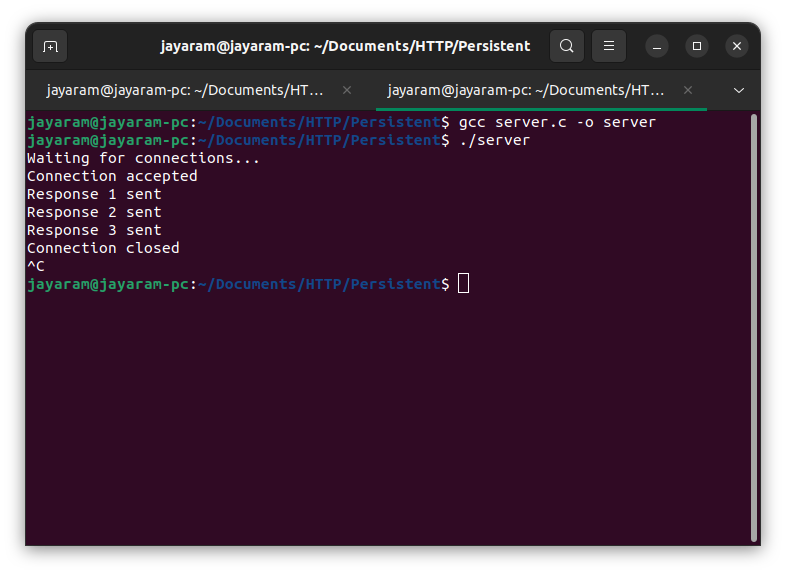 jayaram@jayaram-pc: ~/Documents/HTTP/Persistent
jayaram@jayaram-pc: ~/Documents/HT...
jayaram@jayaram-pc: ~/Documents/HT...
jayaram@jayaram-pc:~/Documents/HTTP/Persistent$ gcc server.c -o server
jayaram@jayaram-pc:~/Documents/HTTP/Persistent$ ./server
Waiting for connections...
Connection accepted
Response 1 sent
Response 2 sent
Response 3 sent
Connection closed
^C
jayaram@jayaram-pc:~/Documents/HTTP/Persistent$